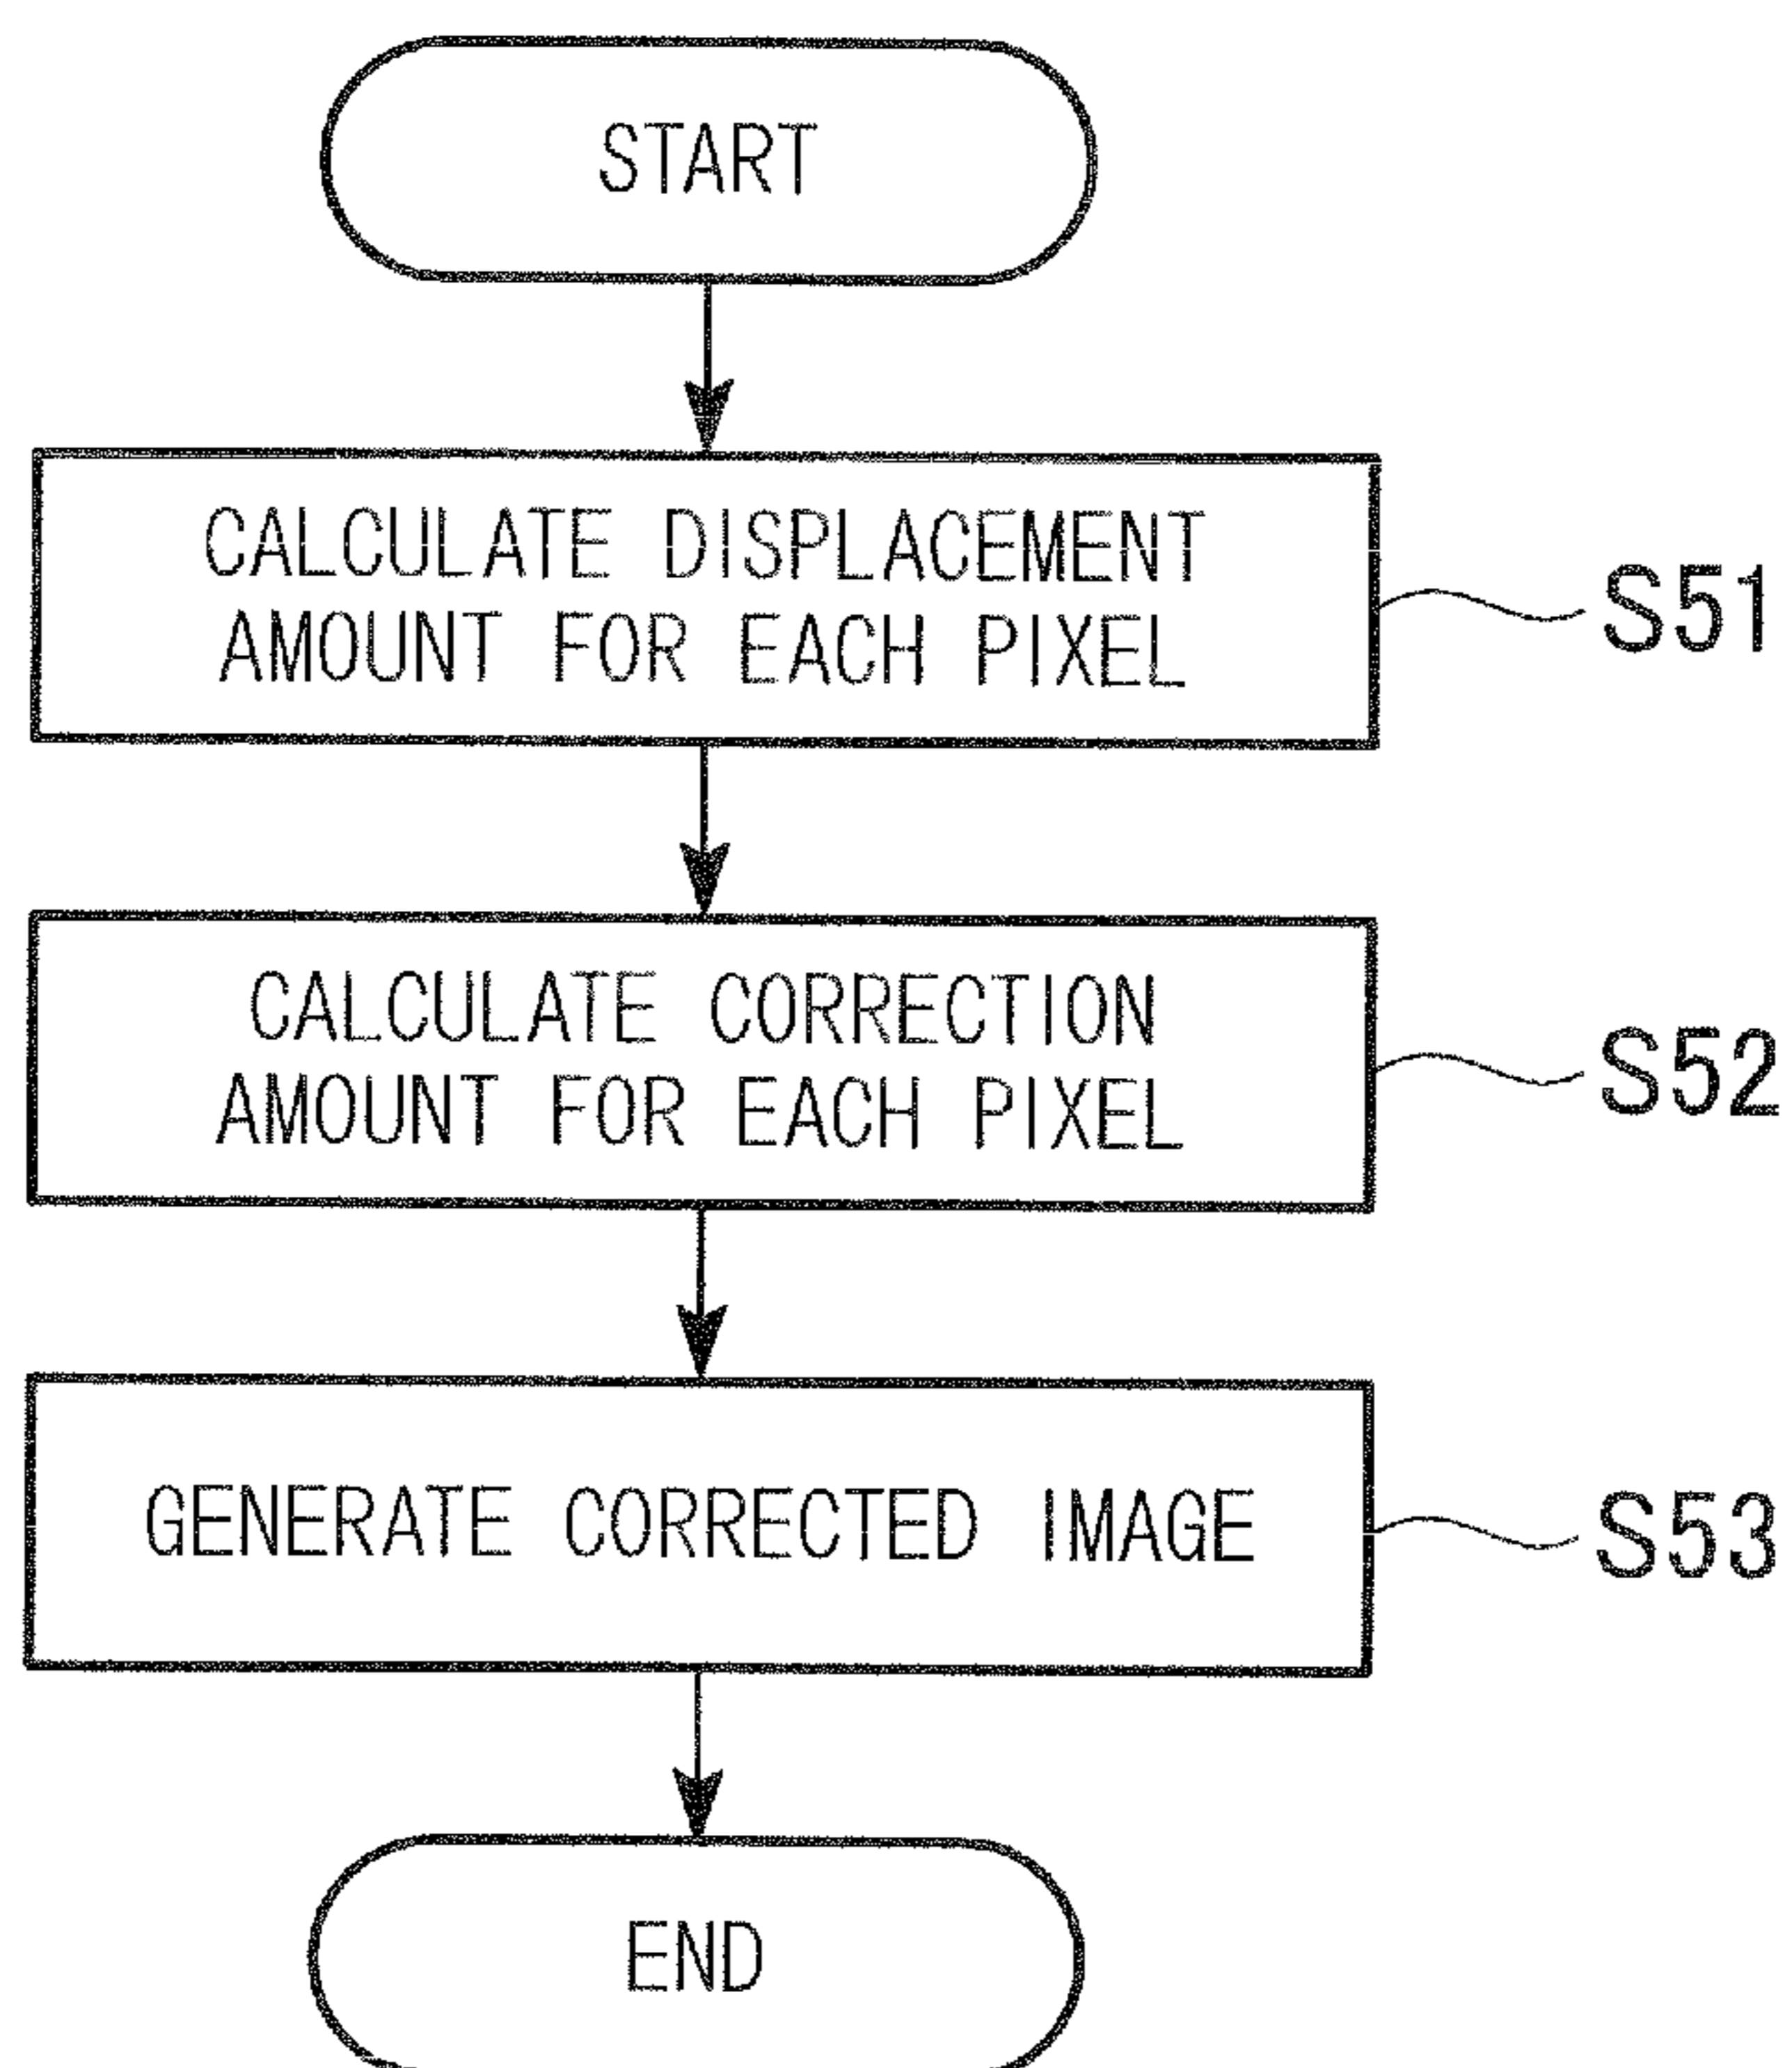 START
CALCULATE DISPLACEMENT
AMOUNT FOR EACH PIXEL
S51
CALCULATE CORRECTION
AMOUNT FOR EACH PIXEL
S52
GENERATE CORRECTED IMAGE
S53
END